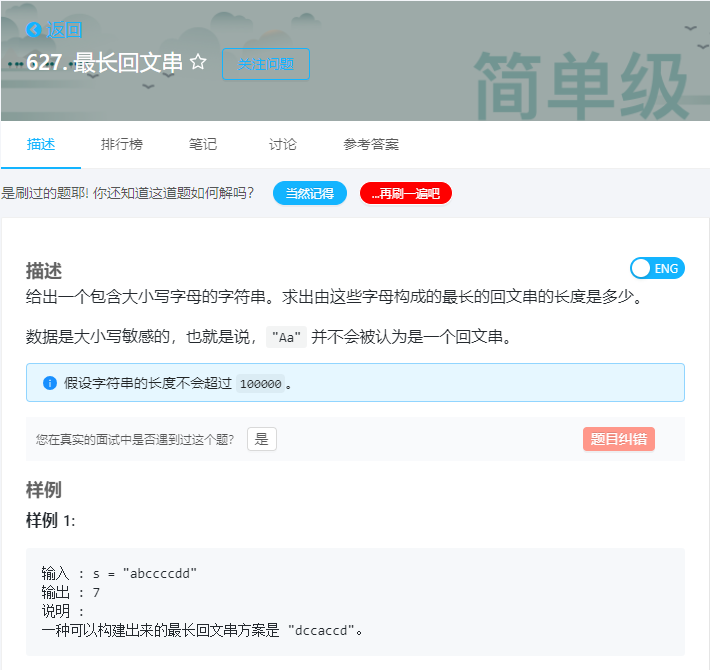 返回
627. 最长回文串 ☆ 关注问题
简单级
描述 排行榜 笔记 讨论 参考答案
是刷过的题耶! 你还知道这道题如何解吗? 当然记得 ...再刷一遍吧
描述 ENG
给出一个包含大小写字母的字符串。求出由这些字母构成的最长的回文串的长度是多少。
数据是大小写敏感的，也就是说，"Aa" 并不会被认为是一个回文串。
假设字符串的长度不会超过 100000。
您在真实的面试中是否遇到过这个题? 是 题目纠错
样例
样例 1:
输入 : s = "abccccdd"
输出 : 7
说明 :
一种可以构建出来的最长回文串方案是 "dccaccd"。